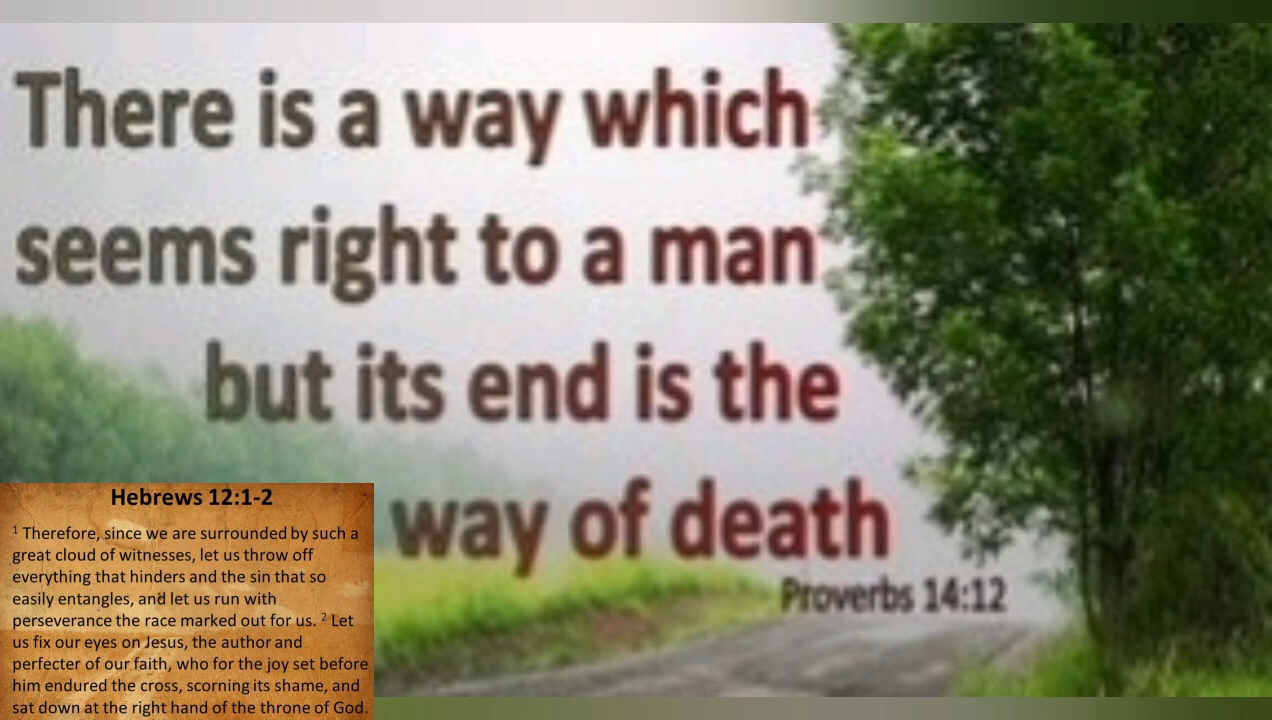 There is a way which
seems right to a man
but its end is the
way of death
Proverbs 14:12
Hebrews 12:1-2
1 Therefore, since we are surrounded by such a
great cloud of witnesses, let us throw off
everything that hinders and the sin that so
easily entangles, and let us run with
perseverance the race marked out for us. 2 Let
us fix our eyes on Jesus, the author and
perfecter of our faith, who for the joy set before
him endured the cross, scorning its shame, and
sat down at the right hand of the throne of God.